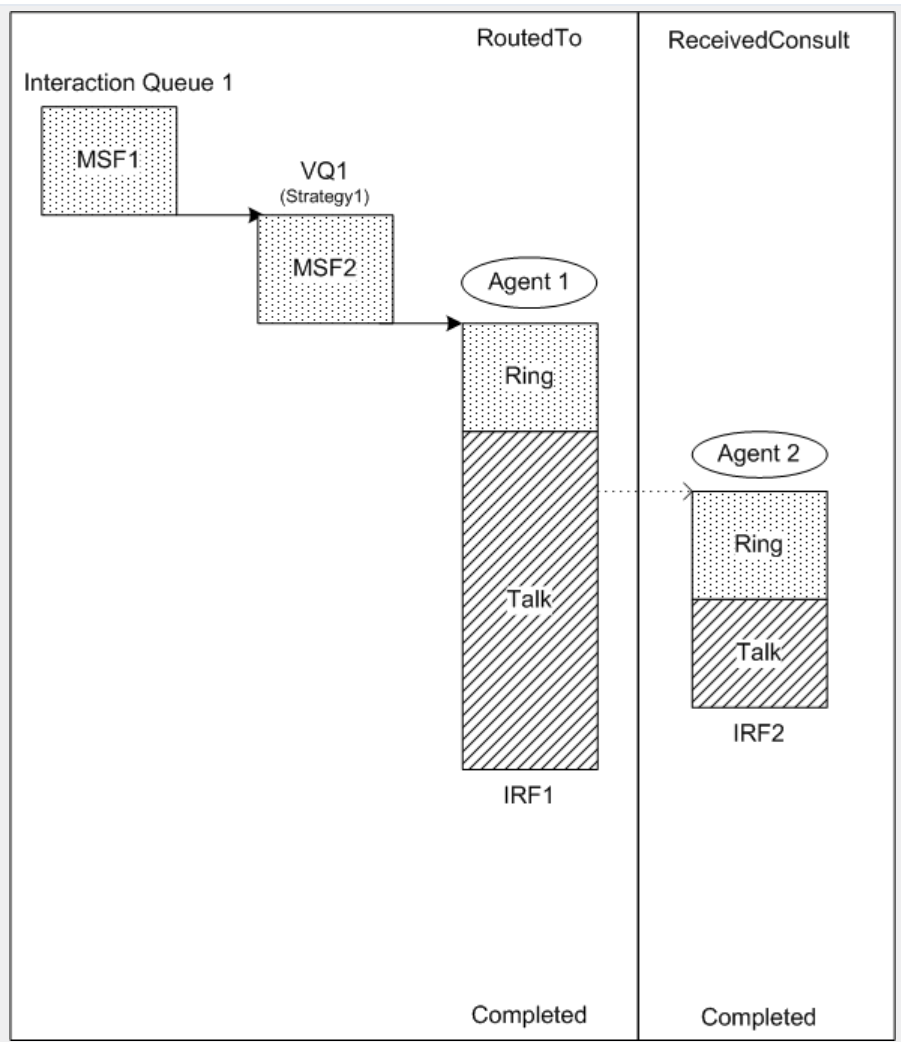 RoutedTo
ReceivedConsult
Interaction Queue 1
MSF1
VQ1
(Strategy1)
MSF2
Agent 1
Ring
Agent 2
Ring
Talk
Talk
IRF2
IRF1
Completed
Completed